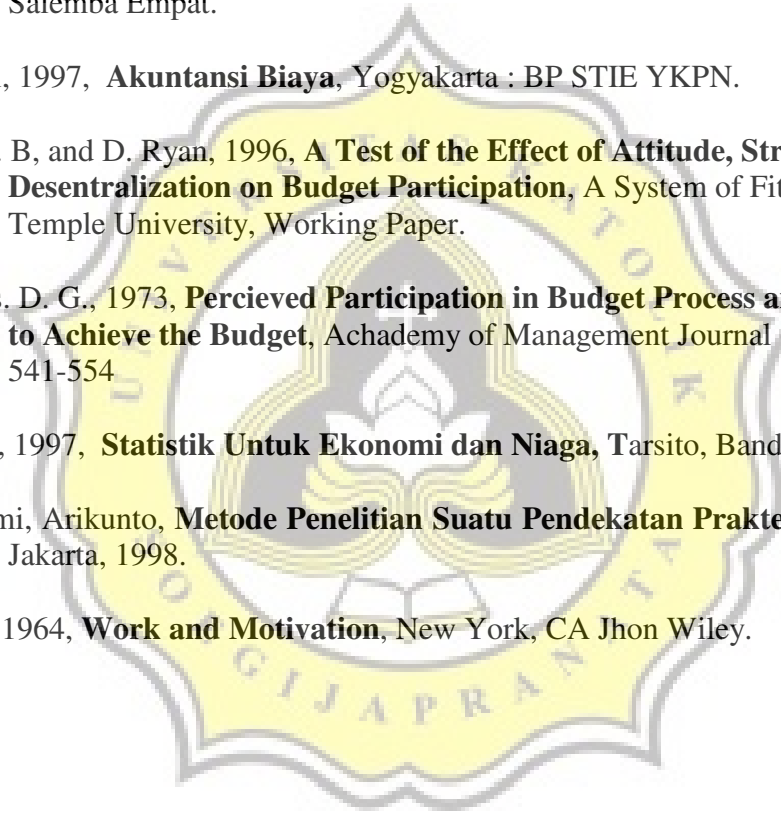 Salemba Empat.
, 1997, Akuntansi Biaya, Yogyakarta : BP STIE YKPN.
. B, and D. Ryan, 1996, A Test of the Effect of Attitude, Str
Desentralization on Budget Participation, A System of Fit
Temple University, Working Paper.
. D. G., 1973, Percieved Participation in Budget Process a
to Achieve the Budget, Achademy of Management Journal
541-554
, 1997, Statistik Untuk Ekonomi dan Niaga, Tarsito, Band
mi, Arikunto, Metode Penelitian Suatu Pendekatan Prakte
Jakarta, 1998.
1964, Work and Motivation, New York, CA Jhon Wiley.
UNIVERSITAS KATOLIK
SOEGIJAPRANATA